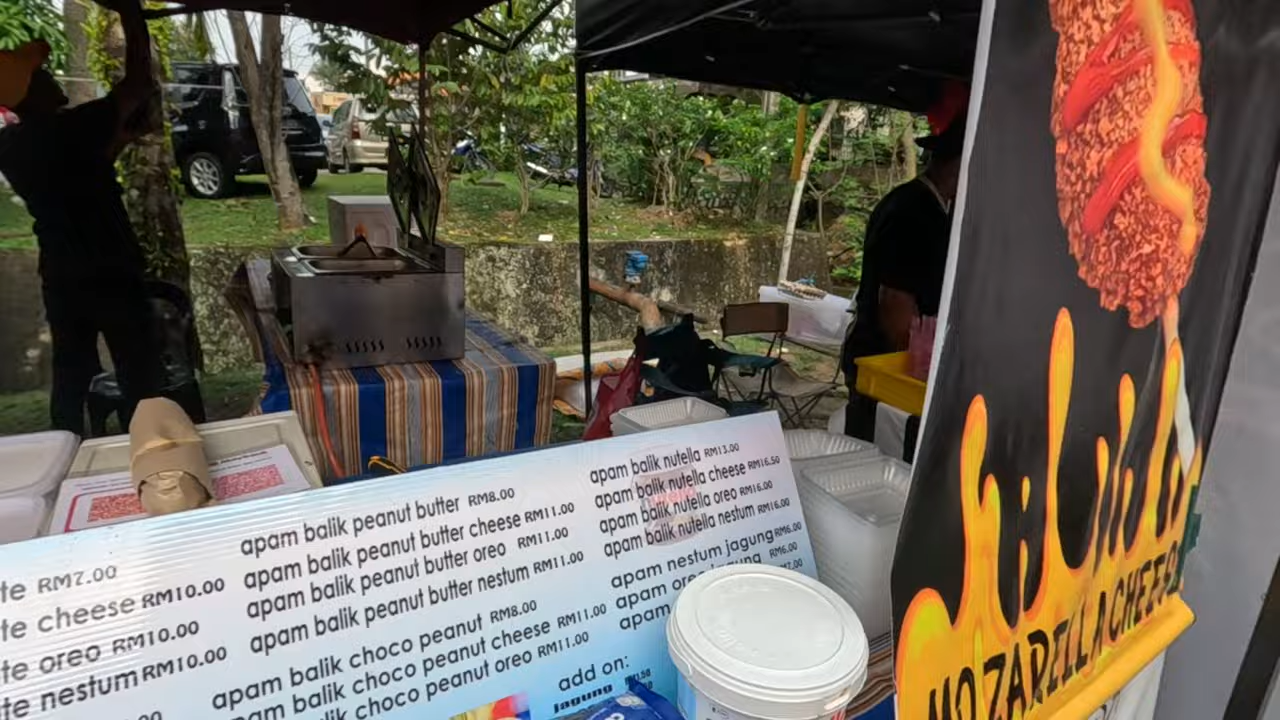 te RM7.00
te cheese RM10.00
te oreo RM10.00
te nestum RM10.00
apam balik peanut butter RM8.00
apam balik peanut butter cheese RM11.00
apam balik peanut butter oreo RM11.00
apam balik peanut butter nestum RM11.00
apam balik choco peanut RM8.00
am balik choco peanut cheese RM11.00
lik choco peanut oreo RM11.00
apam balik nutella RM13.00
apam balik nutella cheese RM16.50
apam balik nutella oreo RM16.00
apam balik nutella nestum RM16.00
apam nestum jagung RM6.00
apam RM6.00
apam
add on:
jagung
MOZARELLA CHEESE